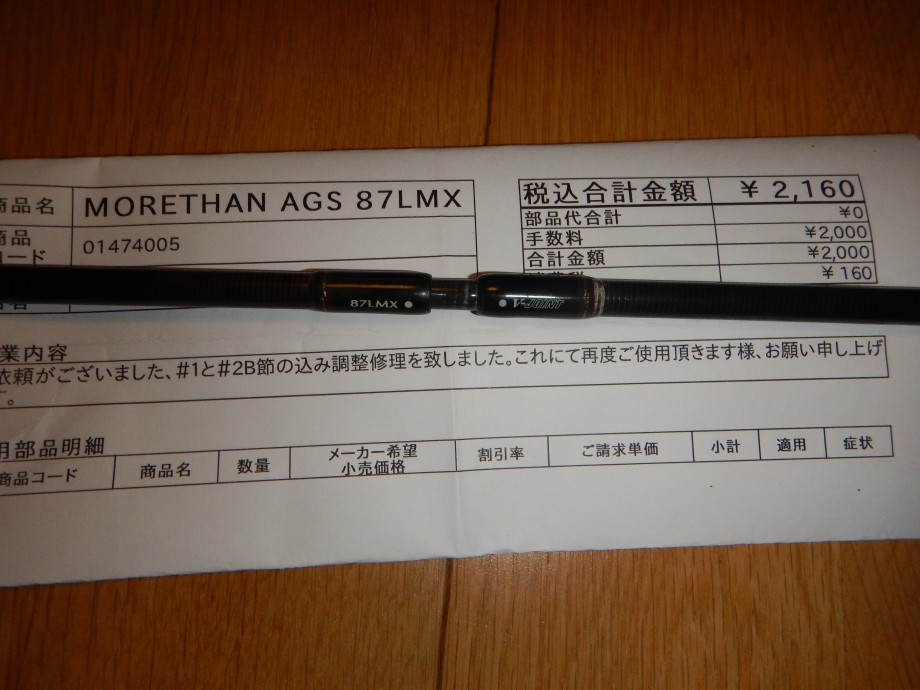 商品名 MORETHAN AGS 87LMX
商品
コード 01474005
税込合計金額 ¥ 2,160
部品代合計 ¥0
手数料 ¥2,000
合計金額 ¥2,000
¥ 160
87LMX
V-JOINT
業内容
依頼がございました、#1と#2B節の込み調整修理を致しました。これにて再度ご使用頂きます様、お願い申し上げ
す。
用部品明細
商品コード 商品名 数量 メーカー希望小売価格 割引率 ご請求単価 小計 適用 症状